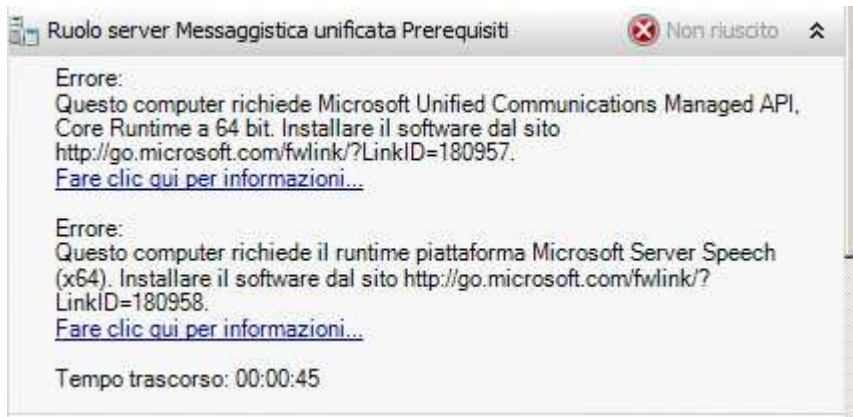 Ruolo server Messaggistica unificata Prerequisiti Non riuscito
Errore:
Questo computer richiede Microsoft Unified Communications Managed API,
Core Runtime a 64 bit. Installare il software dal sito
http://go.microsoft.com/fwlink/?LinkID=180957.
Fare clic qui per informazioni...
Errore:
Questo computer richiede il runtime piattaforma Microsoft Server Speech
(x64). Installare il software dal sito http://go.microsoft.com/fwlink/?
LinkID=180958.
Fare clic qui per informazioni...
Tempo trascorso: 00:00:45